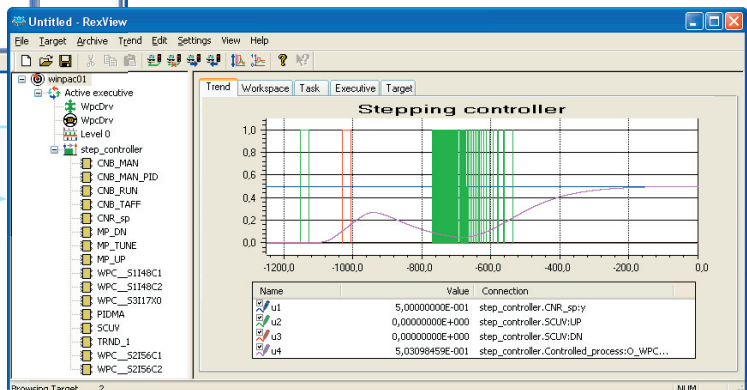 Untitled - RexView
File Target Archive Trend Edit Settings View Help
winpac01
Active executive
WpcDrv
WpcDrv
Level 0
step_controller
CNB_MAN
CNB_MAN_PID
CNB_RUN
CNB_TAFF
CNR_sp
MP_DN
MP_TUNE
MP_UP
WPC__S1I48C1
WPC__S1I48C2
WPC__S3I17X0
PIDMA
SCUV
TRND_1
WPC__S2I56C1
WPC__S2I56C2
Trend Workspace Task Executive Target
Stepping controller
1,0
0,8
0,6
0,4
0,2
0,0
-1200,0 -1000,0 -800,0 -600,0 -400,0 -200,0 0,0
Name Value Connection
u1 5,00000000E-001 step_controller.CNR_sp:y
u2 0,00000000E+000 step_controller.SCUV:UP
u3 0,00000000E+000 step_controller.SCUV:DN
u4 5,03098459E-001 step_controller.Controlled_process:O_WPC...
Browsing Target 2
NUM